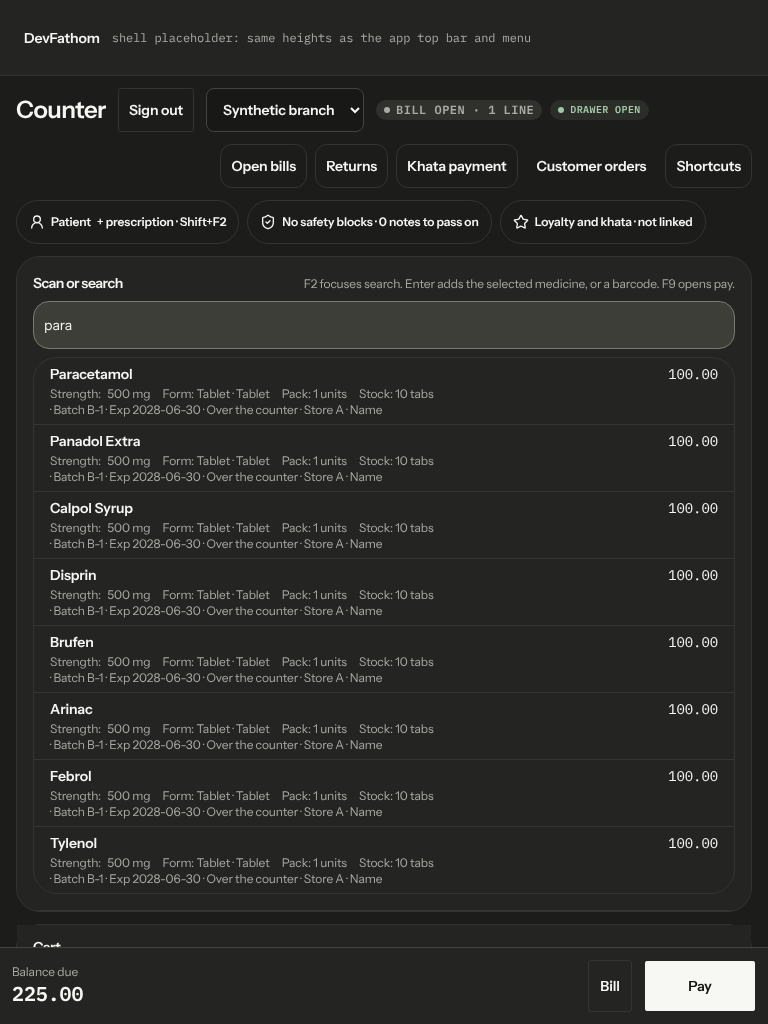 DevFathom shell placeholder: same heights as the app top bar and menu
Counter Sign out Synthetic branch BILL OPEN · 1 LINE DRAWER OPEN
Open bills Returns Khata payment Customer orders Shortcuts
Patient + prescription · Shift+F2 No safety blocks · 0 notes to pass on Loyalty and khata · not linked
Scan or search F2 focuses search. Enter adds the selected medicine, or a barcode. F9 opens pay.
para
Paracetamol 100.00
Strength: 500 mg Form: Tablet · Tablet Pack: 1 units Stock: 10 tabs
· Batch B-1 · Exp 2028-06-30 · Over the counter · Store A · Name
Panadol Extra 100.00
Strength: 500 mg Form: Tablet · Tablet Pack: 1 units Stock: 10 tabs
· Batch B-1 · Exp 2028-06-30 · Over the counter · Store A · Name
Calpol Syrup 100.00
Strength: 500 mg Form: Tablet · Tablet Pack: 1 units Stock: 10 tabs
· Batch B-1 · Exp 2028-06-30 · Over the counter · Store A · Name
Disprin 100.00
Strength: 500 mg Form: Tablet · Tablet Pack: 1 units Stock: 10 tabs
· Batch B-1 · Exp 2028-06-30 · Over the counter · Store A · Name
Brufen 100.00
Strength: 500 mg Form: Tablet · Tablet Pack: 1 units Stock: 10 tabs
· Batch B-1 · Exp 2028-06-30 · Over the counter · Store A · Name
Arinac 100.00
Strength: 500 mg Form: Tablet · Tablet Pack: 1 units Stock: 10 tabs
· Batch B-1 · Exp 2028-06-30 · Over the counter · Store A · Name
Febrol 100.00
Strength: 500 mg Form: Tablet · Tablet Pack: 1 units Stock: 10 tabs
· Batch B-1 · Exp 2028-06-30 · Over the counter · Store A · Name
Tylenol 100.00
Strength: 500 mg Form: Tablet · Tablet Pack: 1 units Stock: 10 tabs
· Batch B-1 · Exp 2028-06-30 · Over the counter · Store A · Name
Cart
Balance due
225.00 Bill Pay